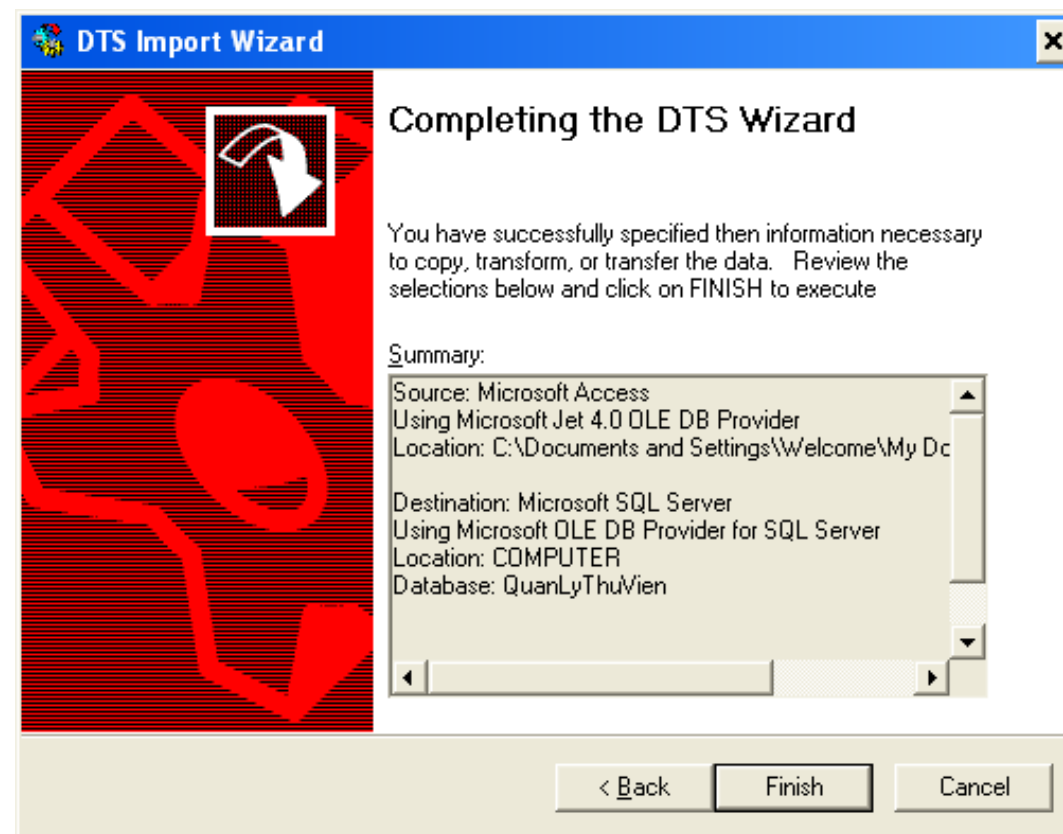 DTS Import Wizard
Completing the DTS Wizard
You have successfully specified then information necessary
to copy, transform, or transfer the data. Review the
selections below and click on FINISH to execute
Summary:
Source: Microsoft Access
Using Microsoft Jet 4.0 OLE DB Provider
Location: C:\Documents and Settings\Welcome\My Dc
Destination: Microsoft SQL Server
Using Microsoft OLE DB Provider for SQL Server
Location: COMPUTER
Database: QuanLyThuVien
< Back Finish Cancel